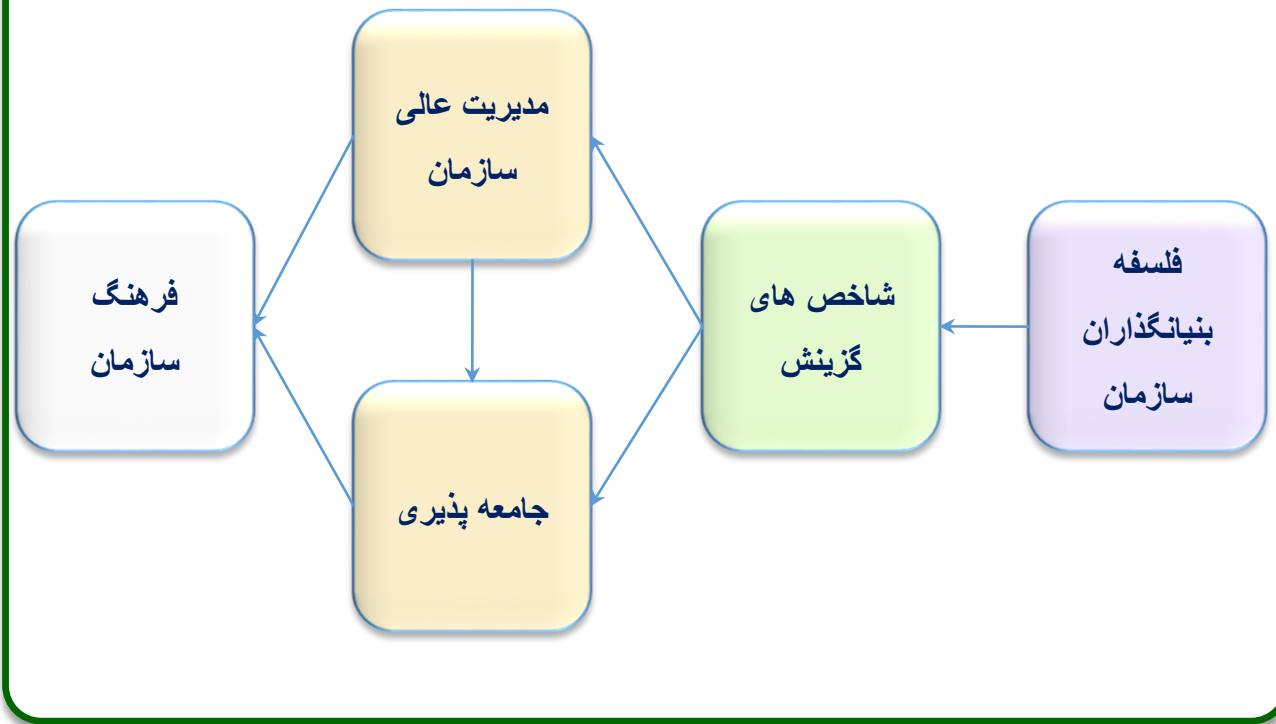 فلسفه
بنیانگذاران
سازمان
شاخص های
گزینش
مدیریت عالی
سازمان
جامعه پذیری
فرهنگ
سازمان